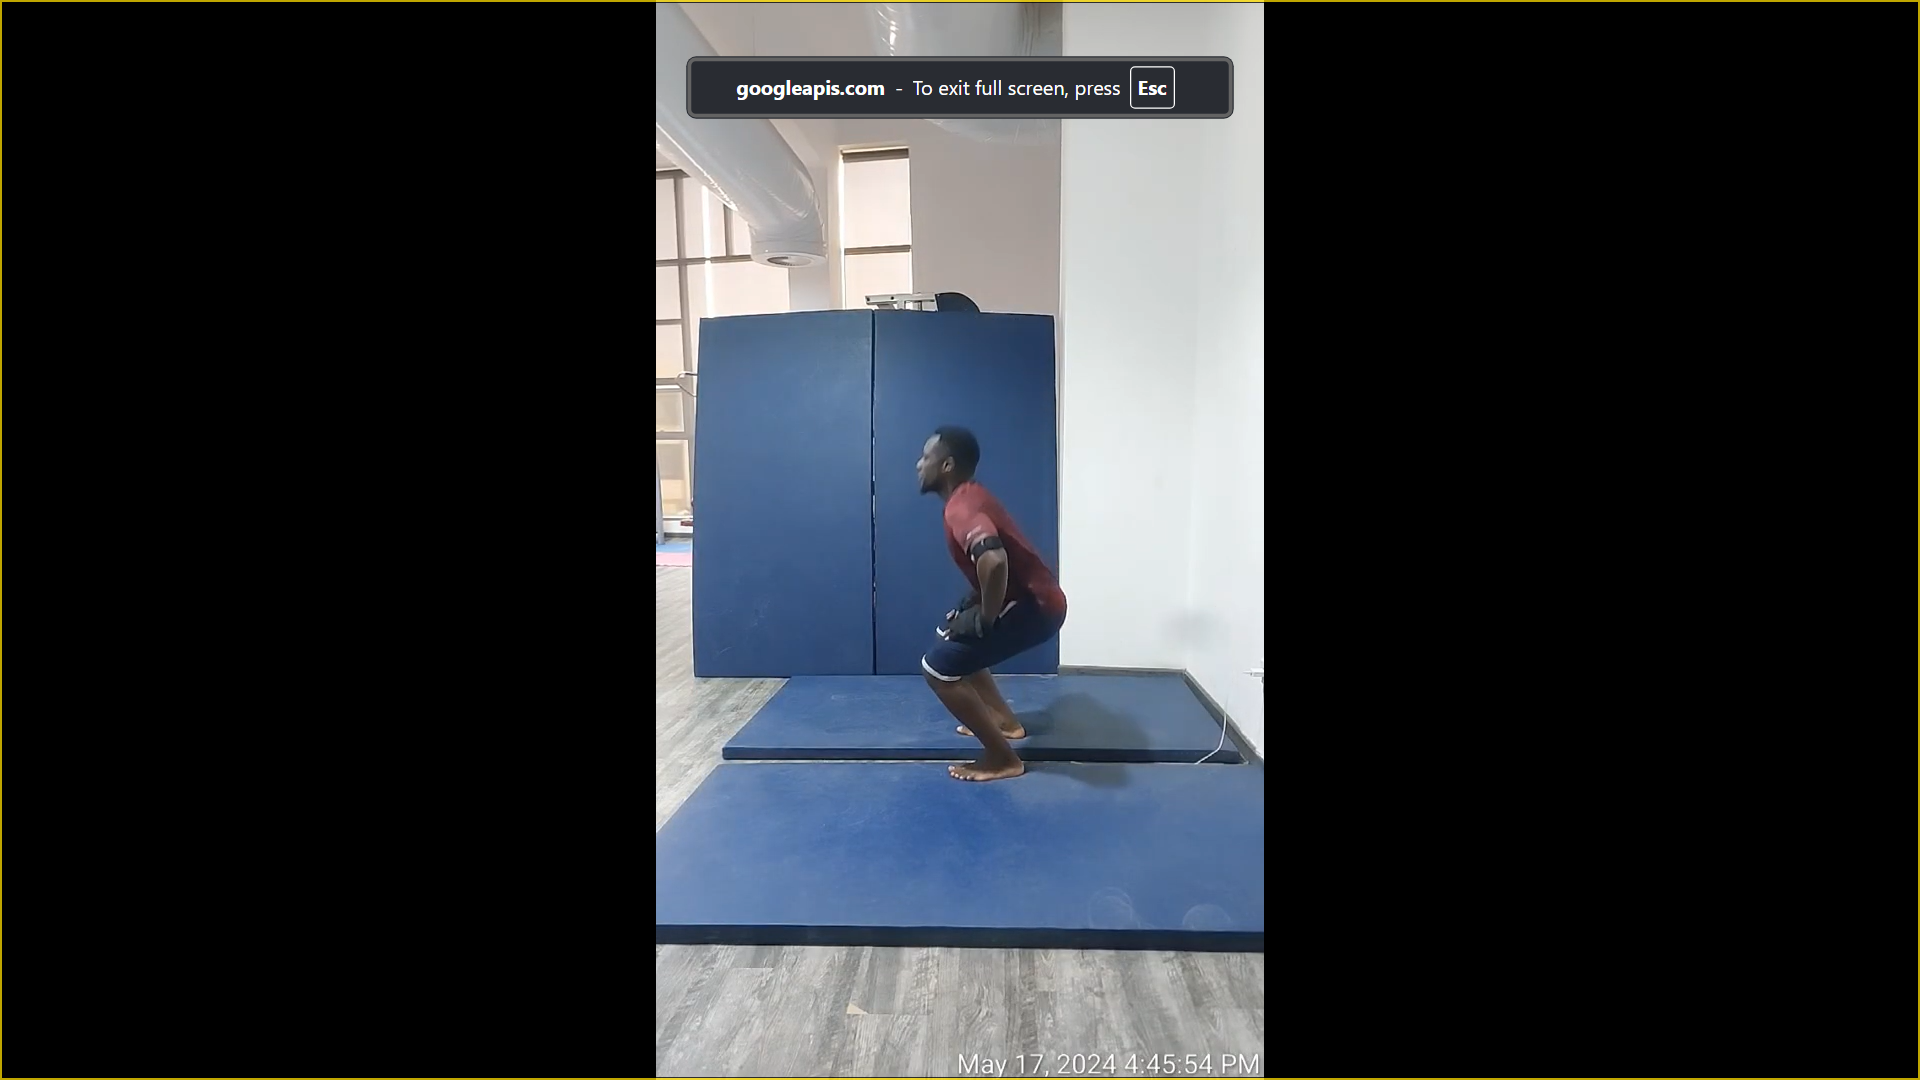 googleapis.com - To exit full screen, press Esc
May 17, 2024 4:45:54 PM